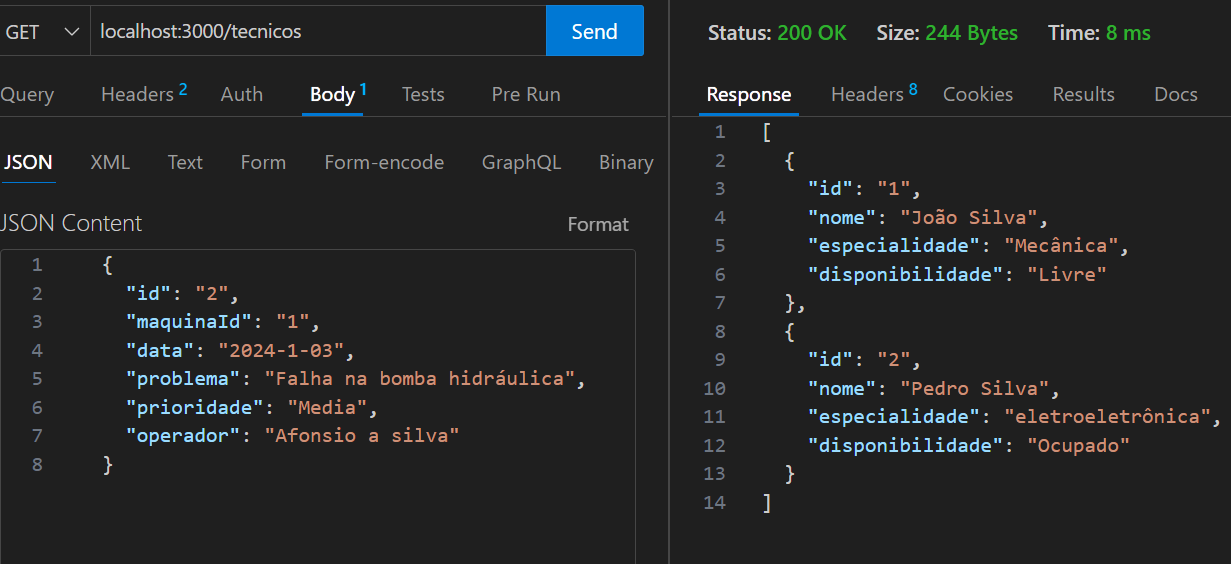 GET localhost:3000/tecnicos Send
Query Headers 2 Auth Body 1 Tests Pre Run
JSON XML Text Form Form-encode GraphQL Binary
JSON Content Format
1 {
2 "id": "2",
3 "maquinaId": "1",
4 "data": "2024-1-03",
5 "problema": "Falha na bomba hidráulica",
6 "prioridade": "Media",
7 "operador": "Afonsio a silva"
8 }
Status: 200 OK Size: 244 Bytes Time: 8 ms
Response Headers 8 Cookies Results Docs
1 [
2 {
3 "id": "1",
4 "nome": "João Silva",
5 "especialidade": "Mecânica",
6 "disponibilidade": "Livre"
7 },
8 {
9 "id": "2",
10 "nome": "Pedro Silva",
11 "especialidade": "eletroeletrônica",
12 "disponibilidade": "Ocupado"
13 }
14 ]